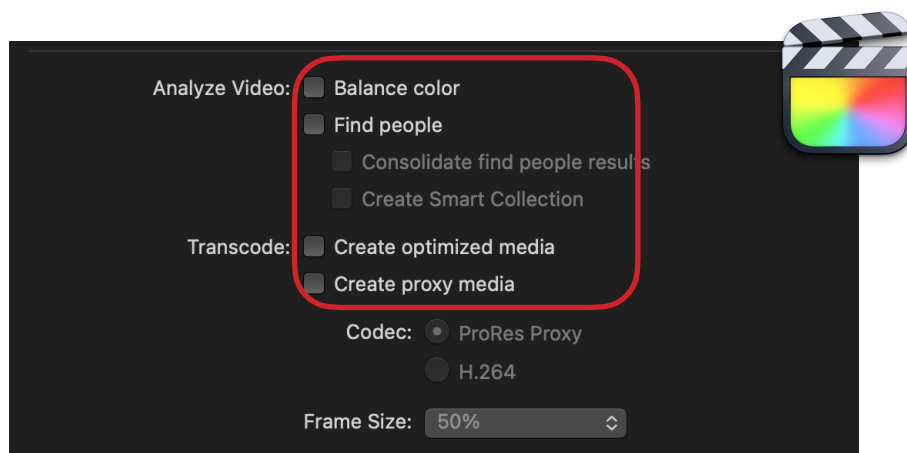 Analyze Video: Balance color
Find people
Consolidate find people results
Create Smart Collection
Transcode: Create optimized media
Create proxy media
Codec: ProRes Proxy
H.264
Frame Size: 50%